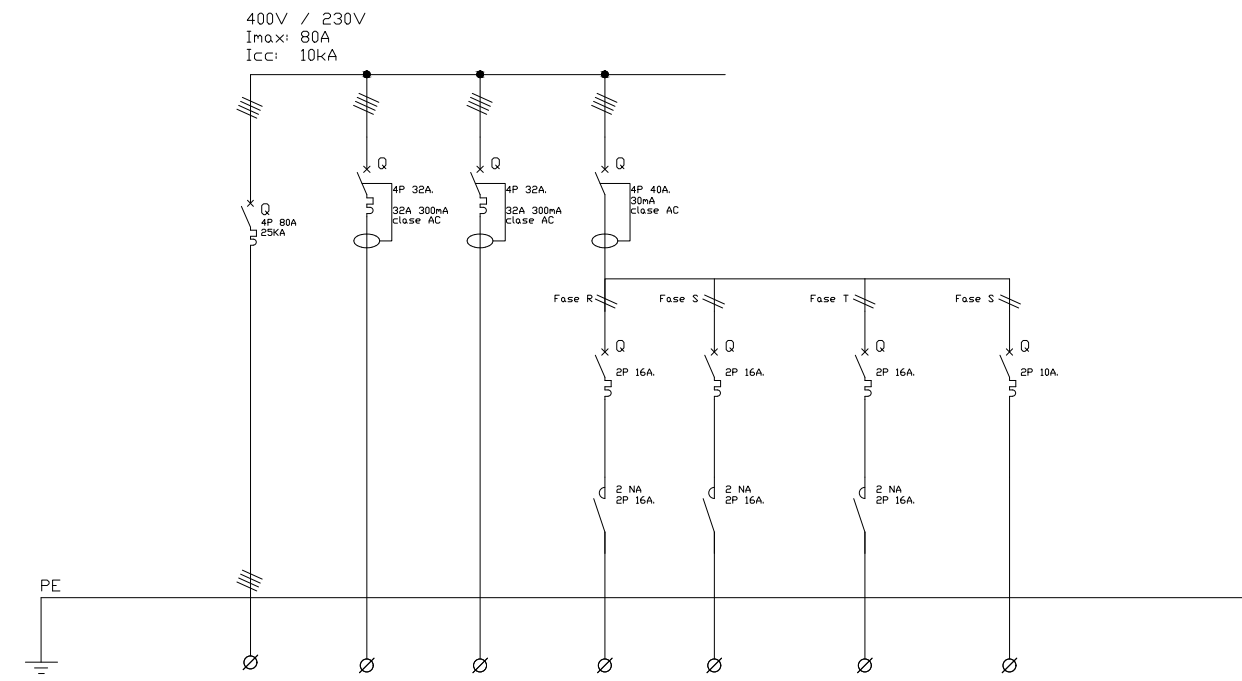 400V / 230V
Imax: 80A
Icc: 10kA
Q
4P 80A
25KA
Q
4P 32A.
32A 300mA
clase AC
Q
4P 32A.
32A 300mA
clase AC
Q
4P 40A.
30mA
clase AC
Fase R
Fase S
Fase T
Fase S
Q
2P 16A.
Q
2P 16A.
Q
2P 16A.
Q
2P 10A.
2 NA
2P 16A.
2 NA
2P 16A.
2 NA
2P 16A.
PE